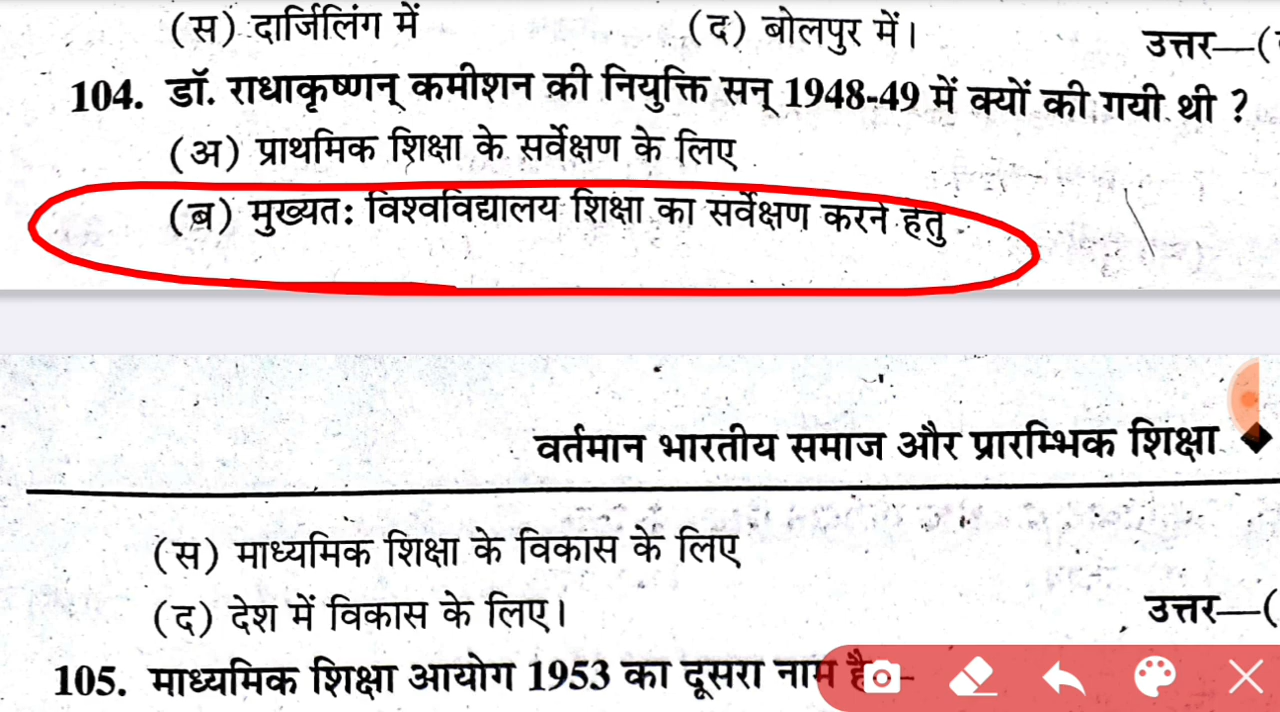 (स) दार्जिलिंग में (द) बोलपुर में। उत्तर—(
104. डॉ. राधाकृष्णन् कमीशन की नियुक्ति सन् 1948-49 में क्यों की गयी थी ?
(अ) प्राथमिक शिक्षा के सर्वेक्षण के लिए
(ब) मुख्यतः विश्वविद्यालय शिक्षा का सर्वेक्षण करने हेतु
वर्तमान भारतीय समाज और प्रारम्भिक शिक्षा ◆
(स) माध्यमिक शिक्षा के विकास के लिए
(द) देश में विकास के लिए। उत्तर—(
105. माध्यमिक शिक्षा आयोग 1953 का दूसरा नाम है—